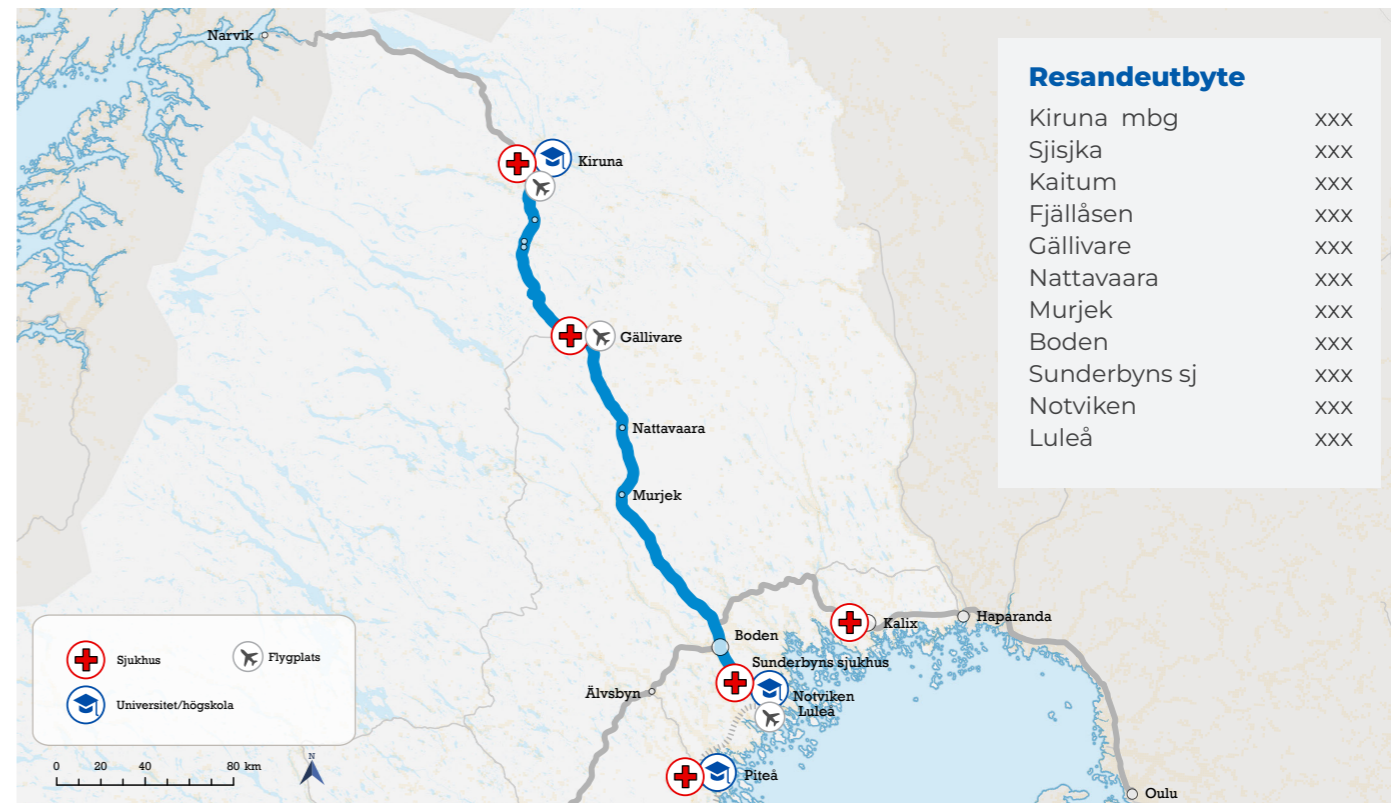 Narvik
Kiruna
Gällivare
Nattavaara
Murjek
Boden
Kalix
Haparanda
Sunderbyns sjukhus
Älvsbyn
Notviken
Luleå
Piteå
Oulu
Resandeutbyte
Kiruna mbg xxx
Sjisjka xxx
Kaitum xxx
Fjällåsen xxx
Gällivare xxx
Nattavaara xxx
Murjek xxx
Boden xxx
Sunderbyns sj xxx
Notviken xxx
Luleå xxx
Sjukhus
Flygplats
Universitet/högskola
0 20 40 80 km
N